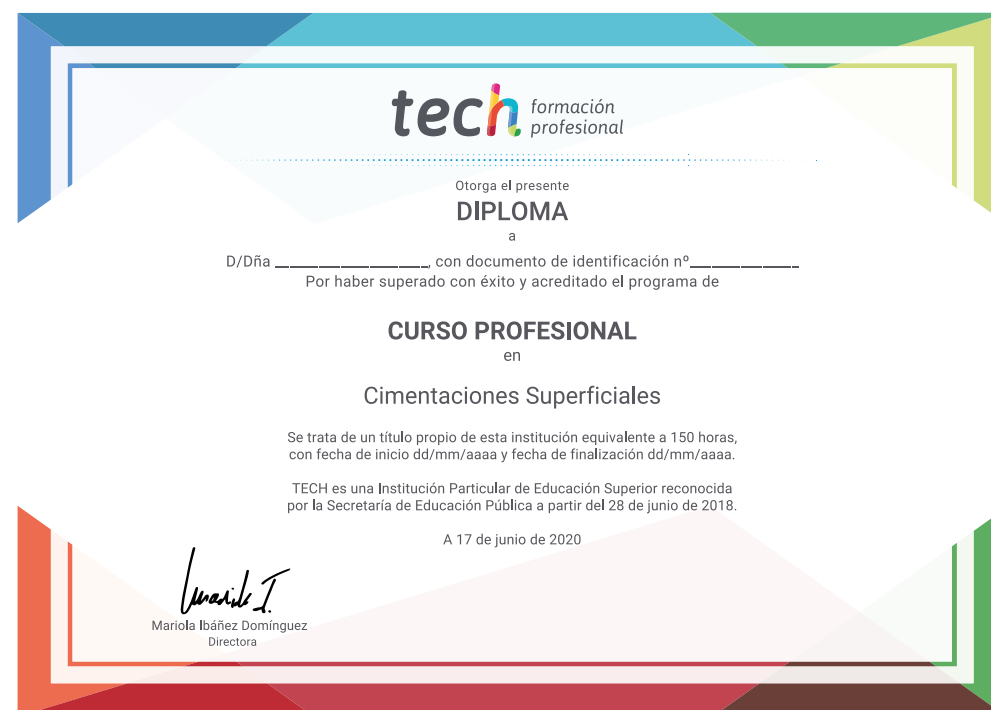 tech formación
profesional
Otorga el presente
DIPLOMA
a
D/Dña ____________________, con documento de identificación nº______________
Por haber superado con éxito y acreditado el programa de
CURSO PROFESIONAL
en
Cimentaciones Superficiales
Se trata de un título propio de esta institución equivalente a 150 horas,
con fecha de inicio dd/mm/aaaa y fecha de finalización dd/mm/aaaa.
TECH es una Institución Particular de Educación Superior reconocida
por la Secretaría de Educación Pública a partir del 28 de junio de 2018.
A 17 de junio de 2020
Mariola Ibáñez Domínguez
Directora